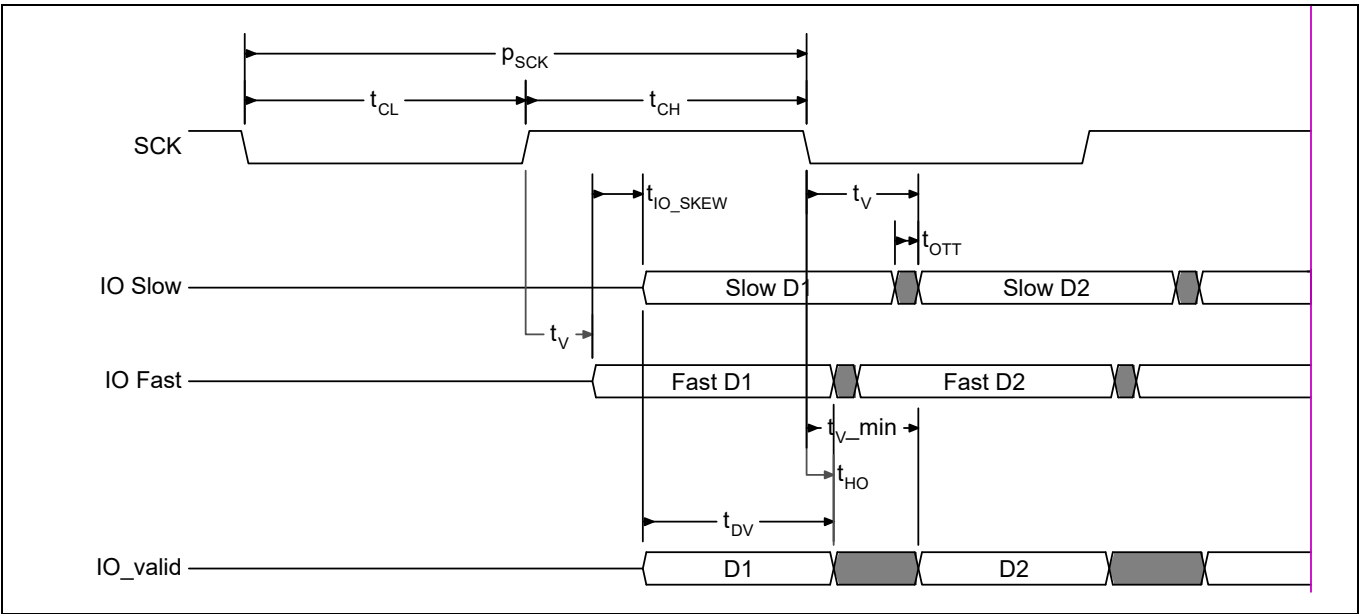 pSCK
tCL
tCH
SCK
tIO_SKEW
tV
tOTT
IO Slow
Slow D1
Slow D2
tV
IO Fast
Fast D1
Fast D2
tV_min
tHO
tDV
IO_valid
D1
D2